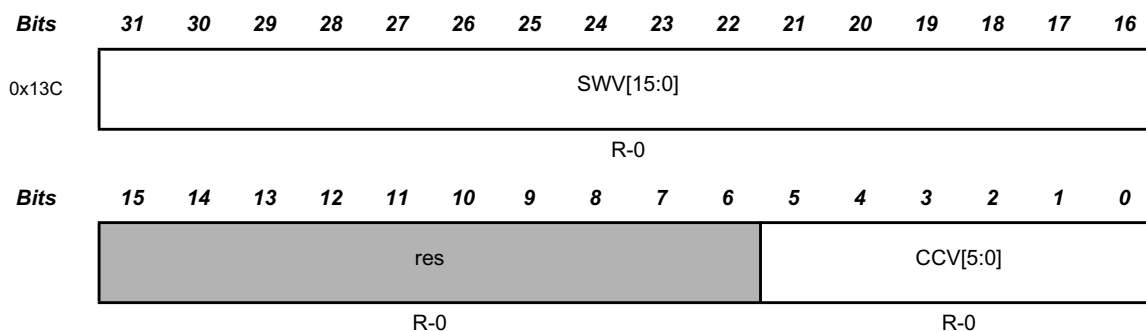 Bits 31 30 29 28 27 26 25 24 23 22 21 20 19 18 17 16
0x13C SWV[15:0]
R-0
Bits 15 14 13 12 11 10 9 8 7 6 5 4 3 2 1 0
res CCV[5:0]
R-0 R-0